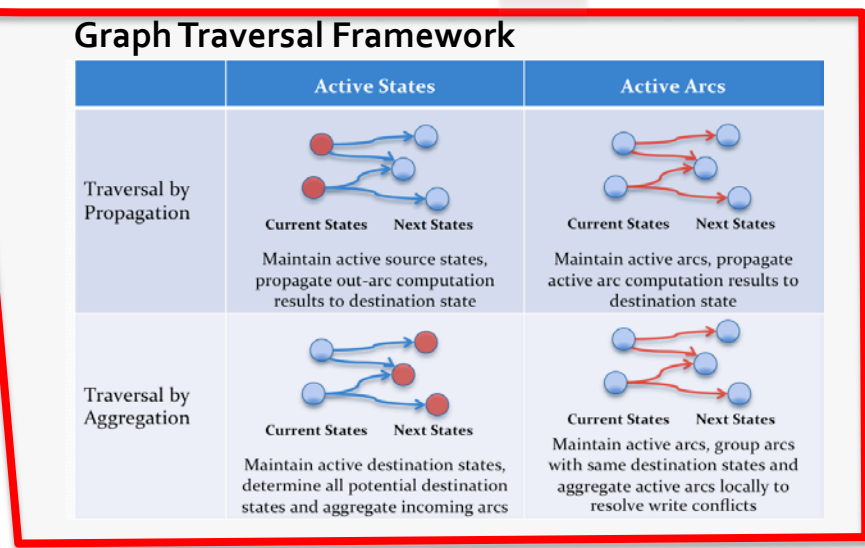 Graph Traversal Framework
Active States
Active Arcs
Traversal by
Propagation
Current States
Next States
Maintain active source states,
propagate out-arc computation
results to destination state
Current States
Next States
Maintain active arcs, propagate
active arc computation results to
destination state
Traversal by
Aggregation
Current States
Next States
Maintain active destination states,
determine all potential destination
states and aggregate incoming arcs
Current States
Next States
Maintain active arcs, group arcs
with same destination states and
aggregate active arcs locally to
resolve write conflicts